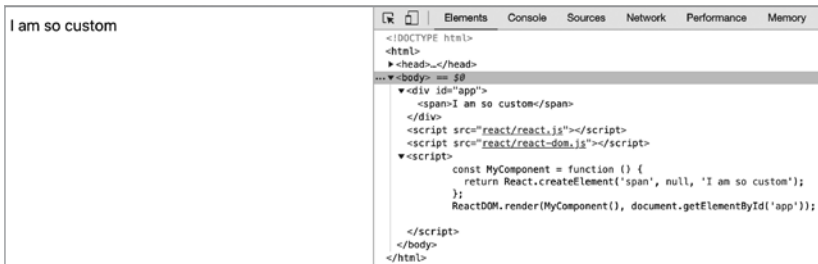 I am so custom
Elements Console Sources Network Performance Memory
<!DOCTYPE html>
<html>
▶<head>…</head>
...▼<body> == $0
▼<div id="app">
<span>I am so custom</span>
</div>
<script src="react/react.js"></script>
<script src="react/react-dom.js"></script>
▼<script>
const MyComponent = function () {
return React.createElement('span', null, 'I am so custom');
};
ReactDOM.render(MyComponent(), document.getElementById('app'));
</script>
</body>
</html>